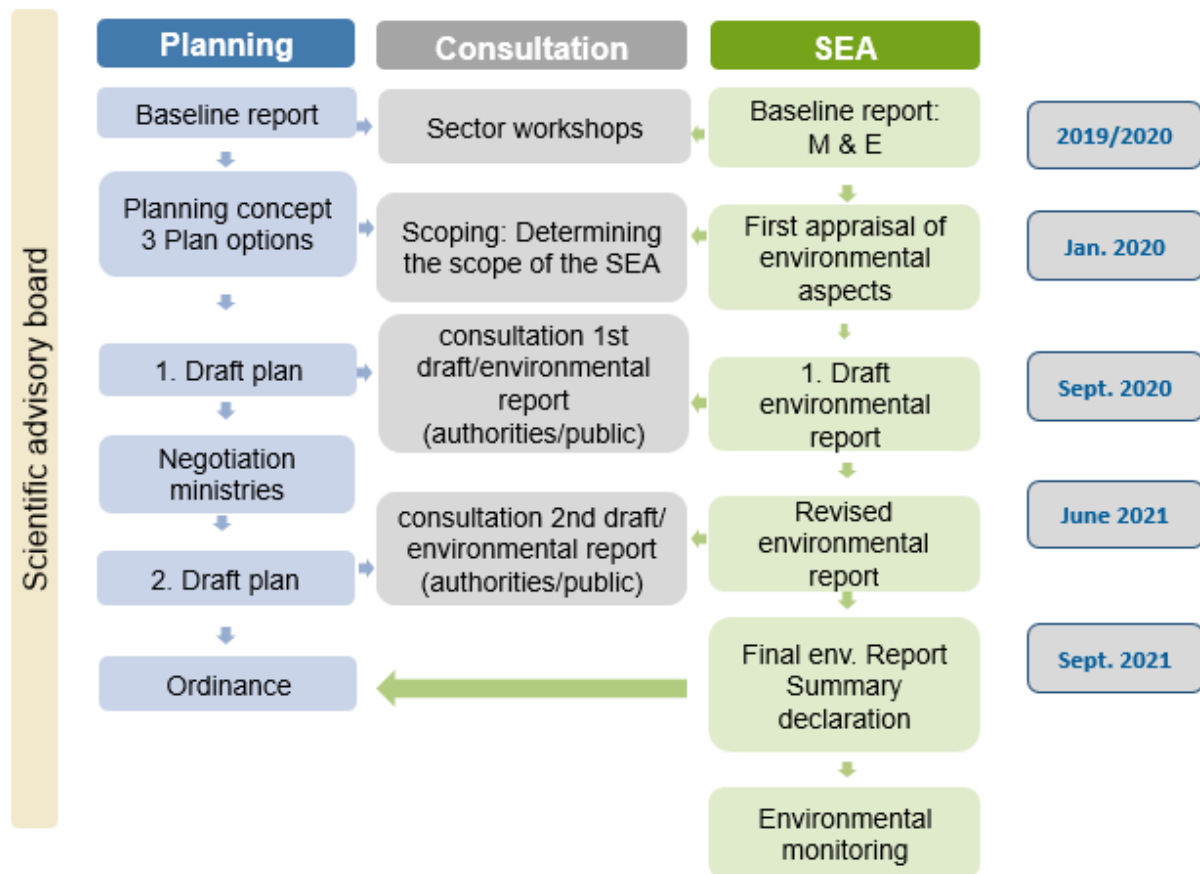 Scientific advisory board
Planning
Consultation
SEA
Baseline report
Sector workshops
Baseline report:
M & E
2019/2020
Planning concept
3 Plan options
Scoping: Determining
the scope of the SEA
First appraisal of
environmental
aspects
Jan. 2020
1. Draft plan
consultation 1st
draft/environmental
report
(authorities/public)
1. Draft
environmental
report
Sept. 2020
Negotiation
ministries
2. Draft plan
consultation 2nd draft/
environmental report
(authorities/public)
Revised
environmental
report
June 2021
Ordinance
Final env. Report
Summary
declaration
Sept. 2021
Environmental
monitoring